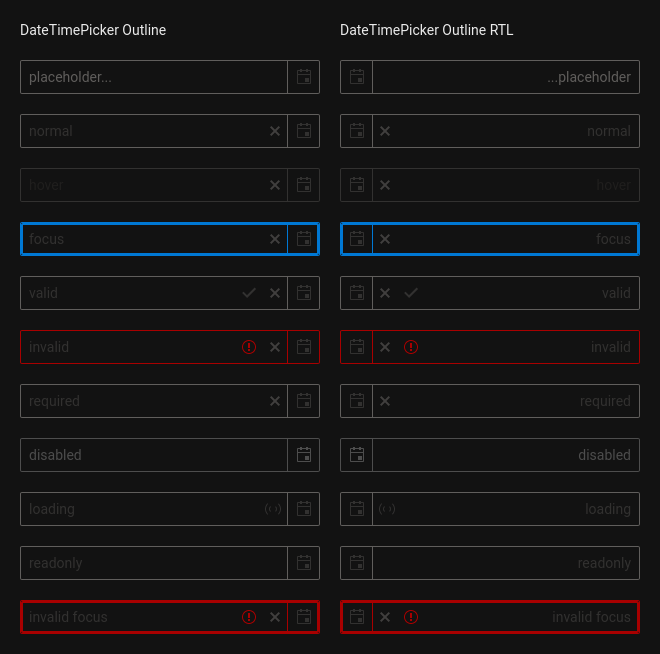 DateTimePicker Outline
placeholder...
normal
hover
focus
valid
invalid
required
disabled
loading
readonly
invalid focus
DateTimePicker Outline RTL
...placeholder
normal
hover
focus
valid
invalid
required
disabled
loading
readonly
invalid focus